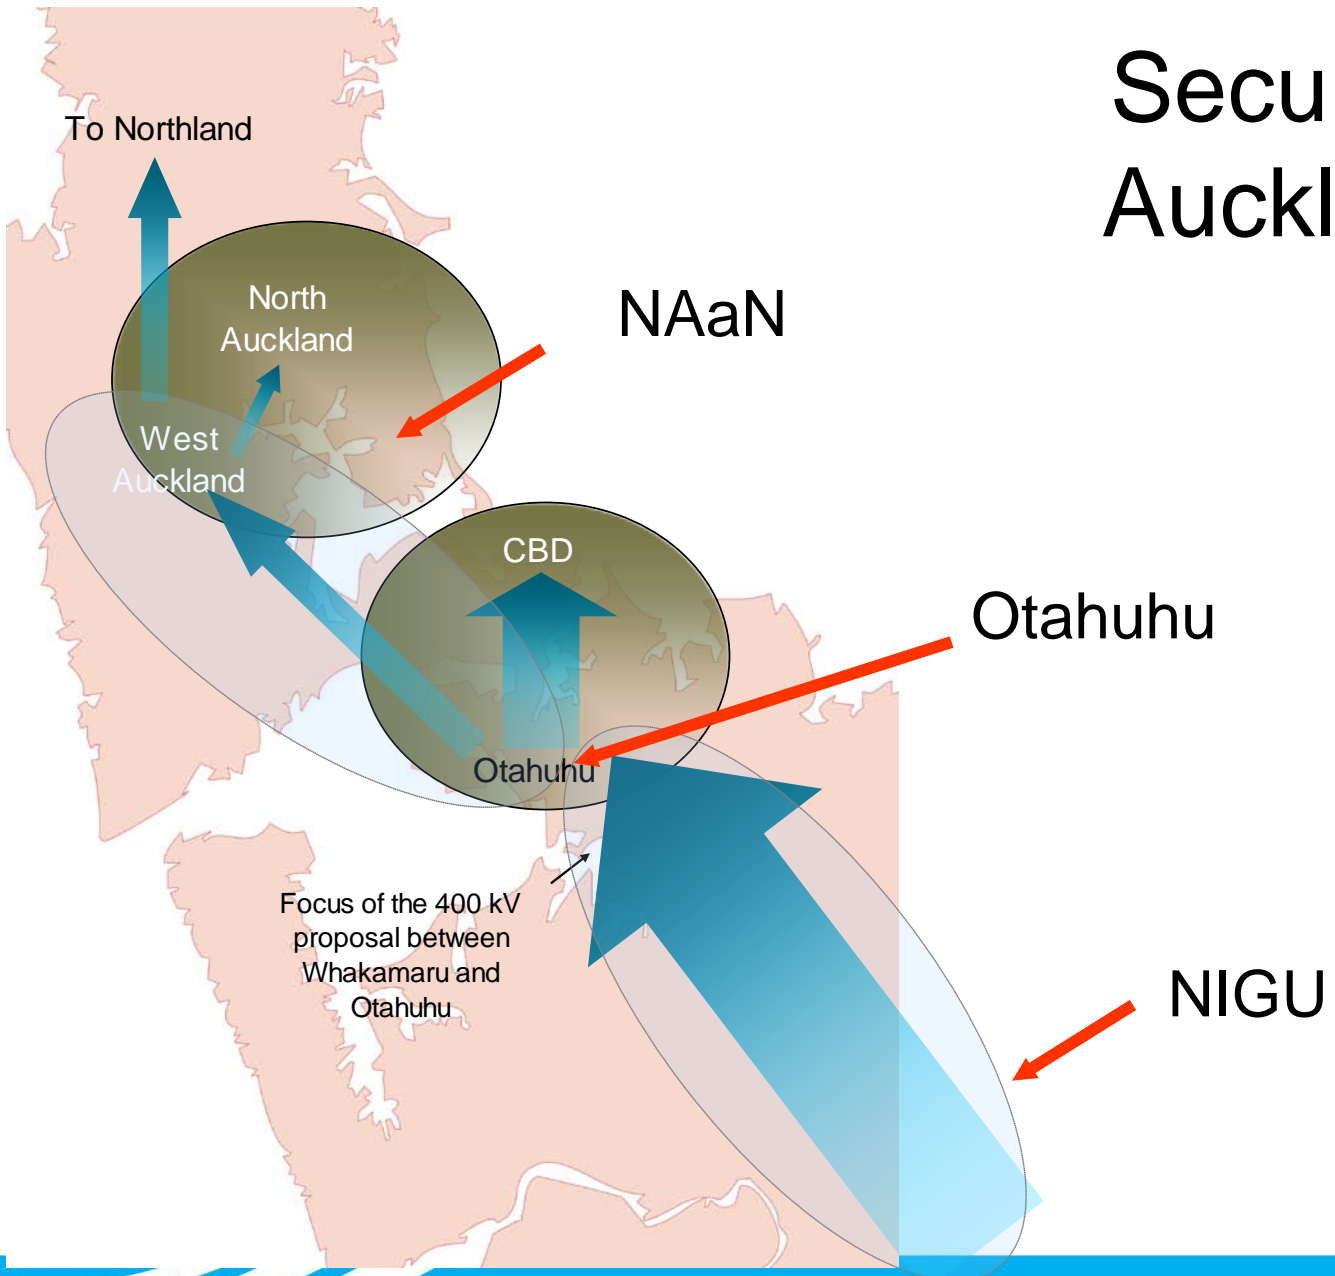 Secu
Auckl
To Northland
North
Auckland
NAaN
West
Auckland
CBD
Otahuhu
Otahuhu
Focus of the 400 kV
proposal between
Whakamaru and
Otahuhu
NIGU